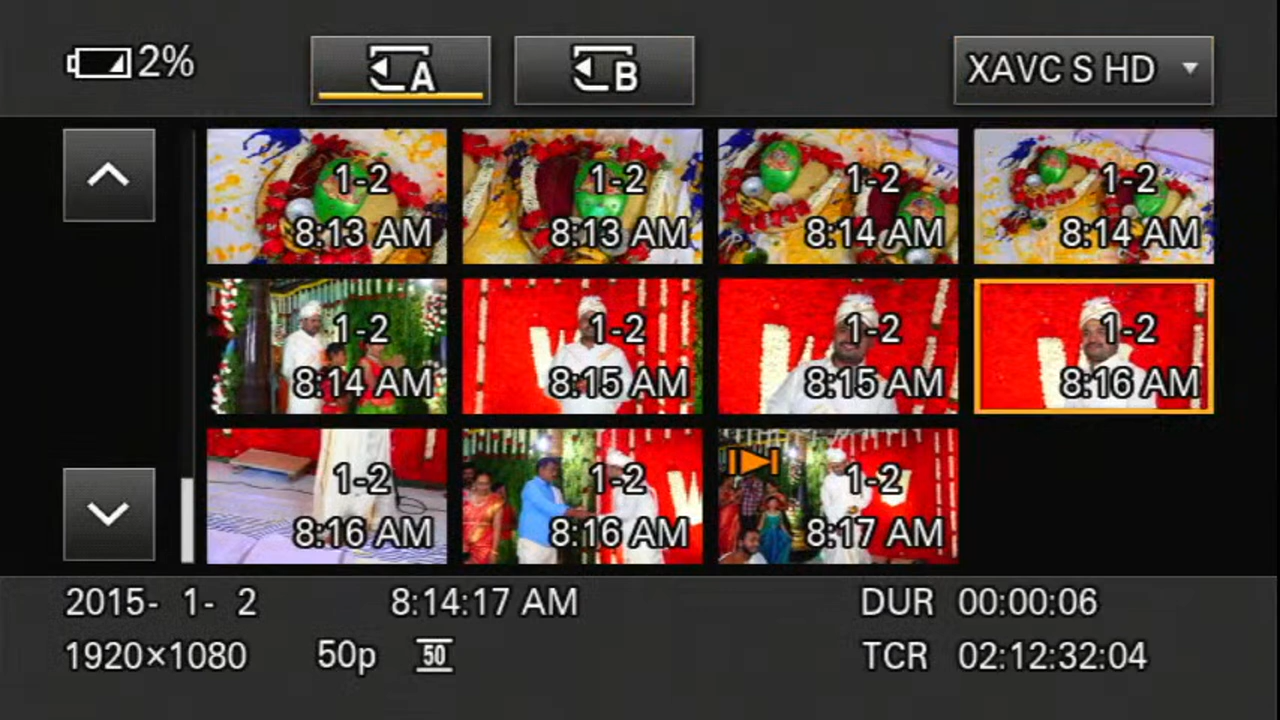 2%
A
B
XAVC S HD
1-2
8:13 AM
1-2
8:13 AM
1-2
8:14 AM
1-2
8:14 AM
1-2
8:14 AM
1-2
8:15 AM
1-2
8:15 AM
1-2
8:16 AM
1-2
8:16 AM
1-2
8:16 AM
1-2
8:17 AM
2015- 1- 2 8:14:17 AM DUR 00:00:06
1920×1080 50p 50 TCR 02:12:32:04